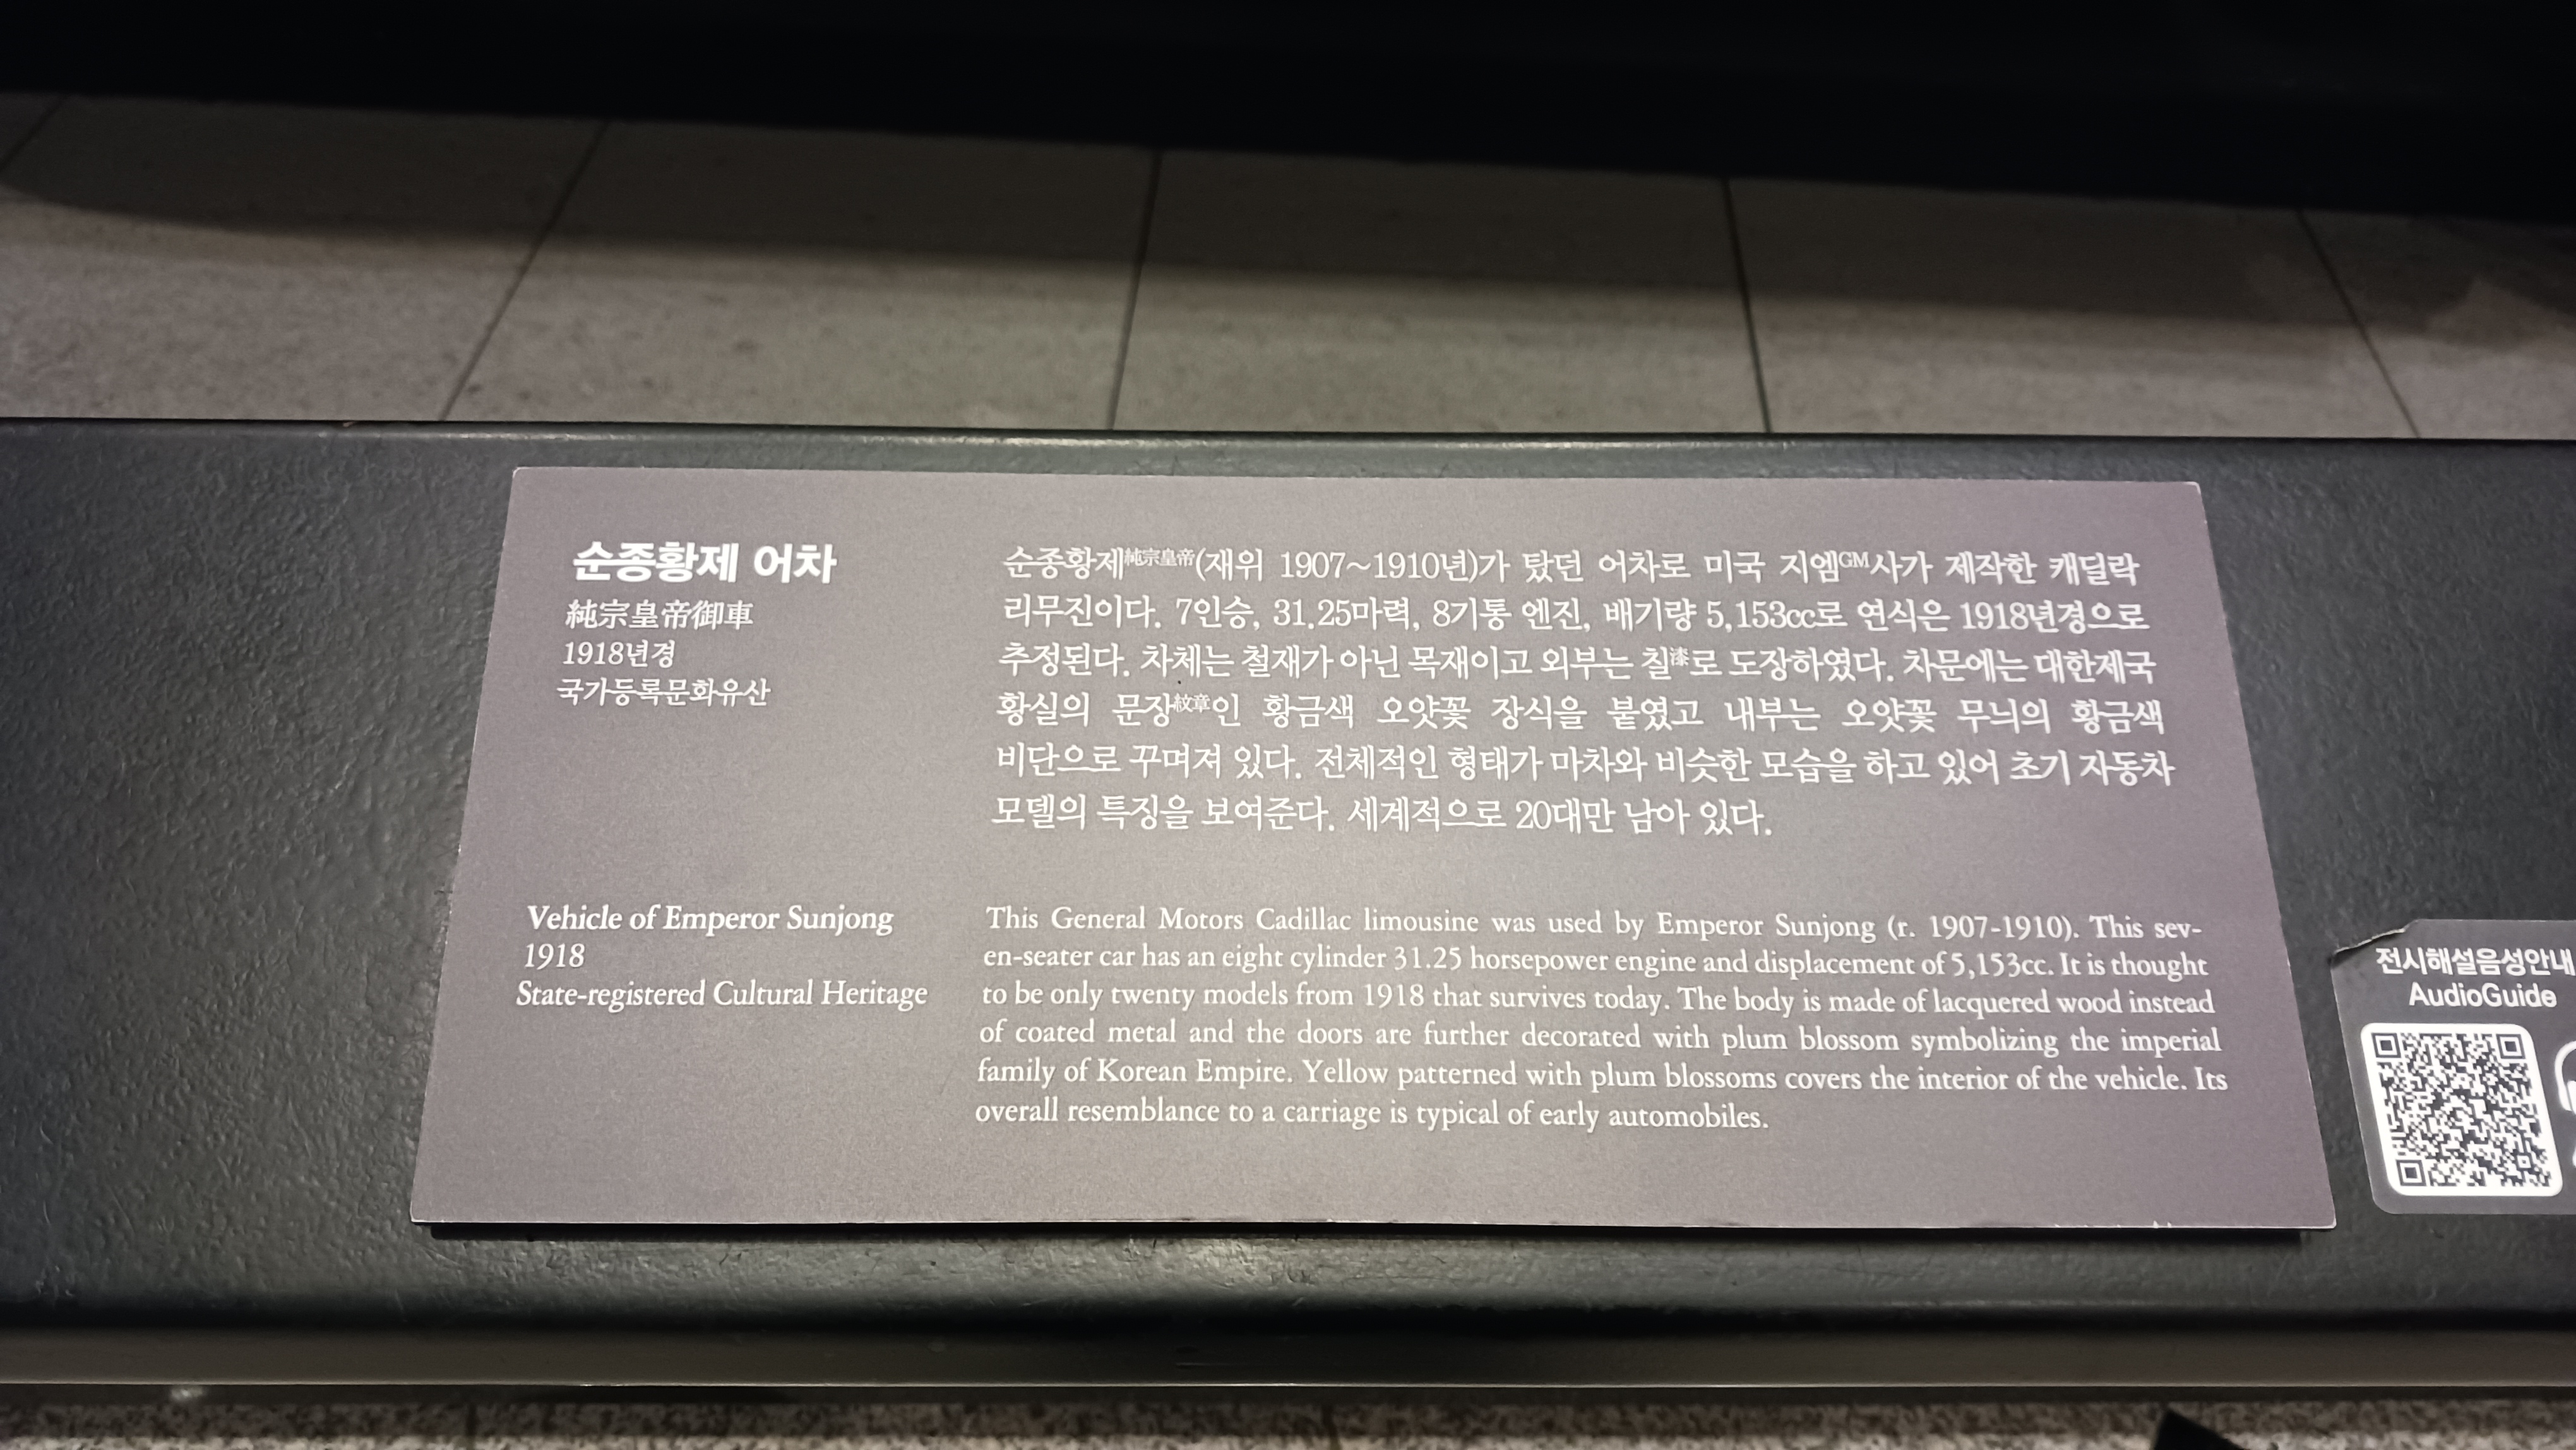 순종황제 어차
純宗皇帝御車
1918년경
국가등록문화유산
순종황제純宗皇帝(재위 1907~1910년)가 탔던 어차로 미국 지엠GM사가 제작한 캐딜락
리무진이다. 7인승, 31.25마력, 8기통 엔진, 배기량 5,153cc로 연식은 1918년경으로
추정된다. 차체는 철재가 아닌 목재이고 외부는 칠漆로 도장하였다. 차문에는 대한제국
황실의 문장紋章인 황금색 오얏꽃 장식을 붙였고 내부는 오얏꽃 무늬의 황금색
비단으로 꾸며져 있다. 전체적인 형태가 마차와 비슷한 모습을 하고 있어 초기 자동차
모델의 특징을 보여준다. 세계적으로 20대만 남아 있다.
Vehicle of Emperor Sunjong
1918
State-registered Cultural Heritage
This General Motors Cadillac limousine was used by Emperor Sunjong (r. 1907-1910). This sev-
en-seater car has an eight cylinder 31.25 horsepower engine and displacement of 5,153cc. It is thought
to be only twenty models from 1918 that survives today. The body is made of lacquered wood instead
of coated metal and the doors are further decorated with plum blossom symbolizing the imperial
family of Korean Empire. Yellow patterned with plum blossoms covers the interior of the vehicle. Its
overall resemblance to a carriage is typical of early automobiles.
전시해설음성안내
AudioGuide